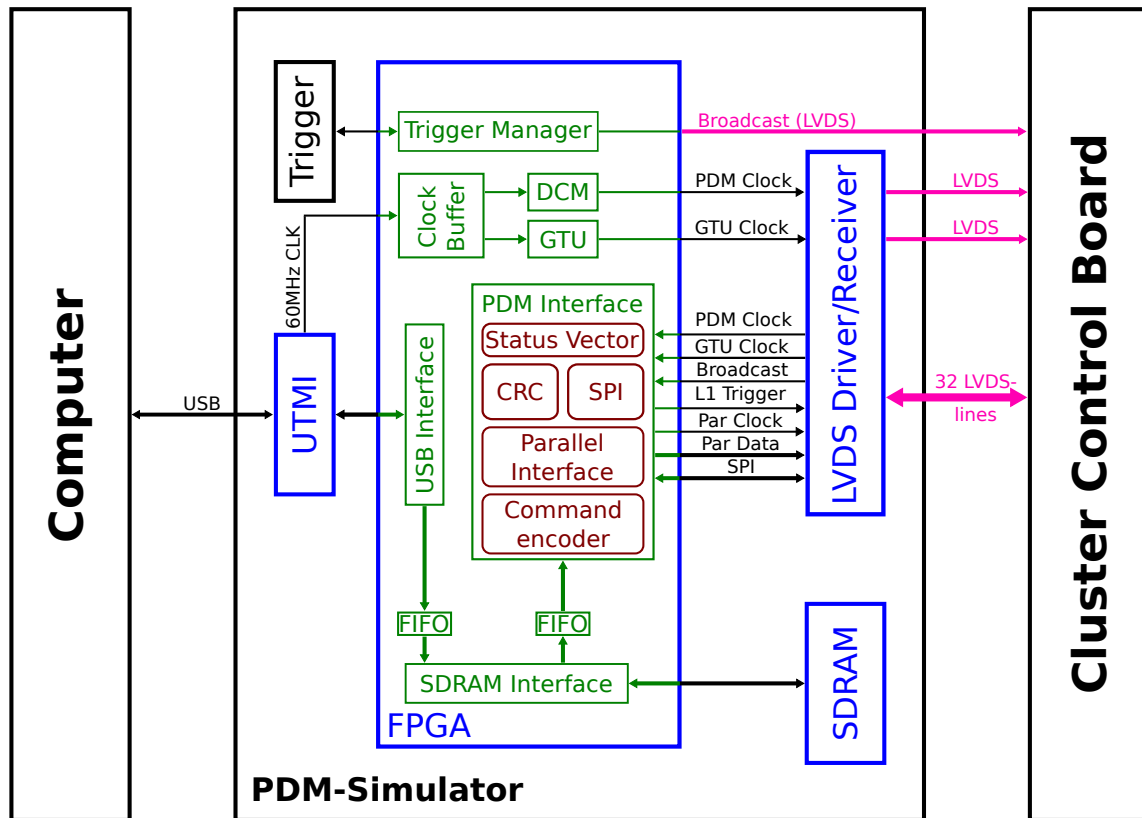 Computer
USB
PDM-Simulator
Trigger
60MHz CLK
UTMI
FPGA
Trigger Manager
Clock
Buffer
DCM
GTU
USB Interface
PDM Interface
Status Vector
CRC
SPI
Parallel
Interface
Command
encoder
FIFO
FIFO
SDRAM Interface
Broadcast (LVDS)
PDM Clock
GTU Clock
PDM Clock
GTU Clock
Broadcast
L1 Trigger
Par Clock
Par Data
SPI
LVDS Driver/Receiver
SDRAM
LVDS
LVDS
32 LVDS-
lines
Cluster Control Board